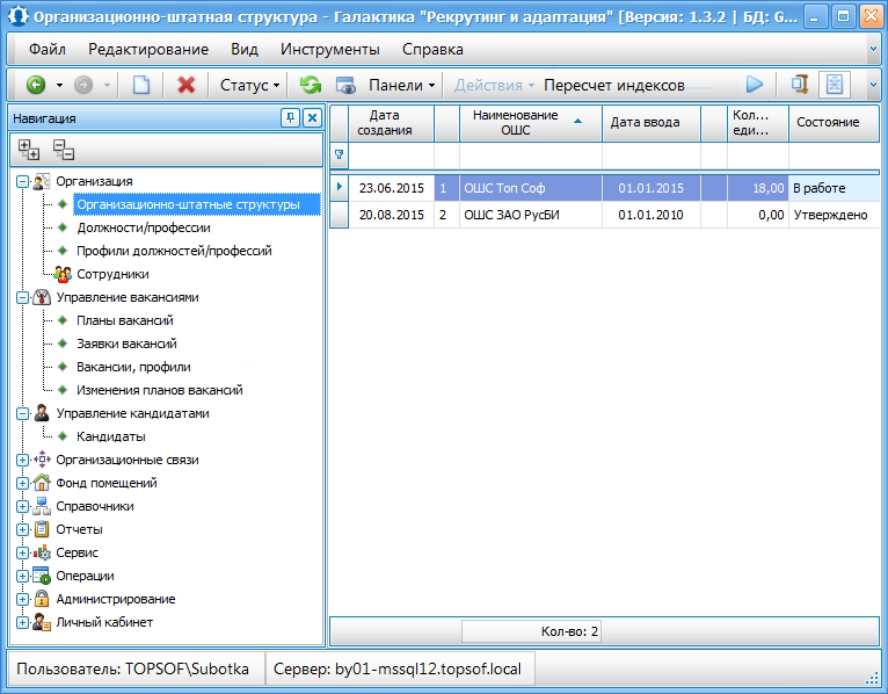 Организационно-штатная структура - Галактика "Рекрутинг и адаптация" [Версия: 1.3.2 | БД: G...
Файл Редактирование Вид Инструменты Справка
Статус Панели Действия Пересчет индексов
Навигация
Организация
Организационно-штатные структуры
Должности/профессии
Профили должностей/профессий
Сотрудники
Управление вакансиями
Планы вакансий
Заявки вакансий
Вакансии, профили
Изменения планов вакансий
Управление кандидатами
Кандидаты
Организационные связи
Фонд помещений
Справочники
Отчеты
Сервис
Операции
Администрирование
Личный кабинет
Дата создания Наименование ОШС Дата ввода Кол... еди... Состояние
23.06.2015 1 ОШС Топ Соф 01.01.2015 18,00 В работе
20.08.2015 2 ОШС ЗАО РусБИ 01.01.2010 0,00 Утверждено
Кол-во: 2
Пользователь: TOPSOF\Subotka Сервер: by01-mssql12.topsof.local